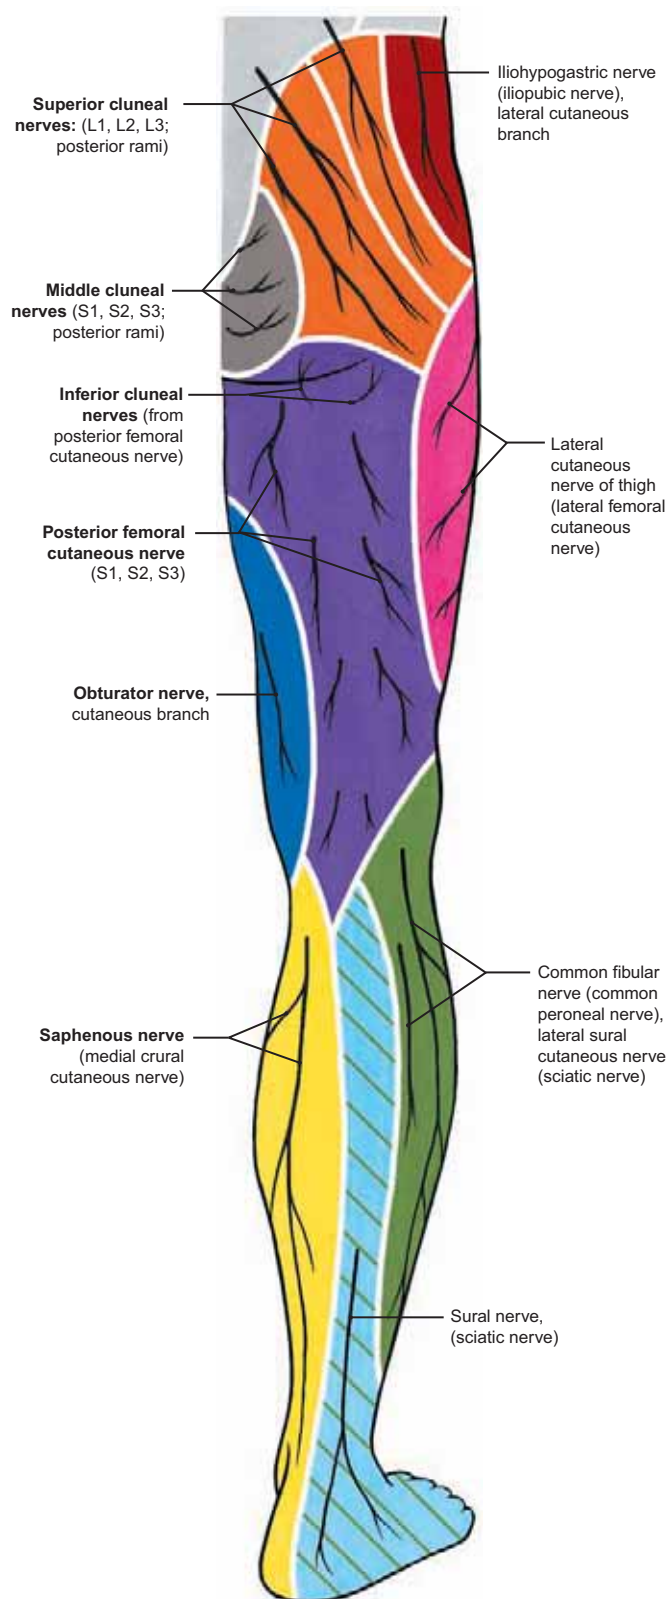 Superior cluneal
nerves: (L1, L2, L3;
posterior rami)
Iliohypogastric nerve
(iliopubic nerve),
lateral cutaneous
branch
Middle cluneal
nerves (S1, S2, S3;
posterior rami)
Inferior cluneal
nerves (from
posterior femoral
cutaneous nerve)
Lateral
cutaneous
nerve of thigh
(lateral femoral
cutaneous
nerve)
Posterior femoral
cutaneous nerve
(S1, S2, S3)
Obturator nerve,
cutaneous branch
Common fibular
nerve (common
peroneal nerve),
lateral sural
cutaneous nerve
(sciatic nerve)
Saphenous nerve
(medial crural
cutaneous nerve)
Sural nerve,
(sciatic nerve)